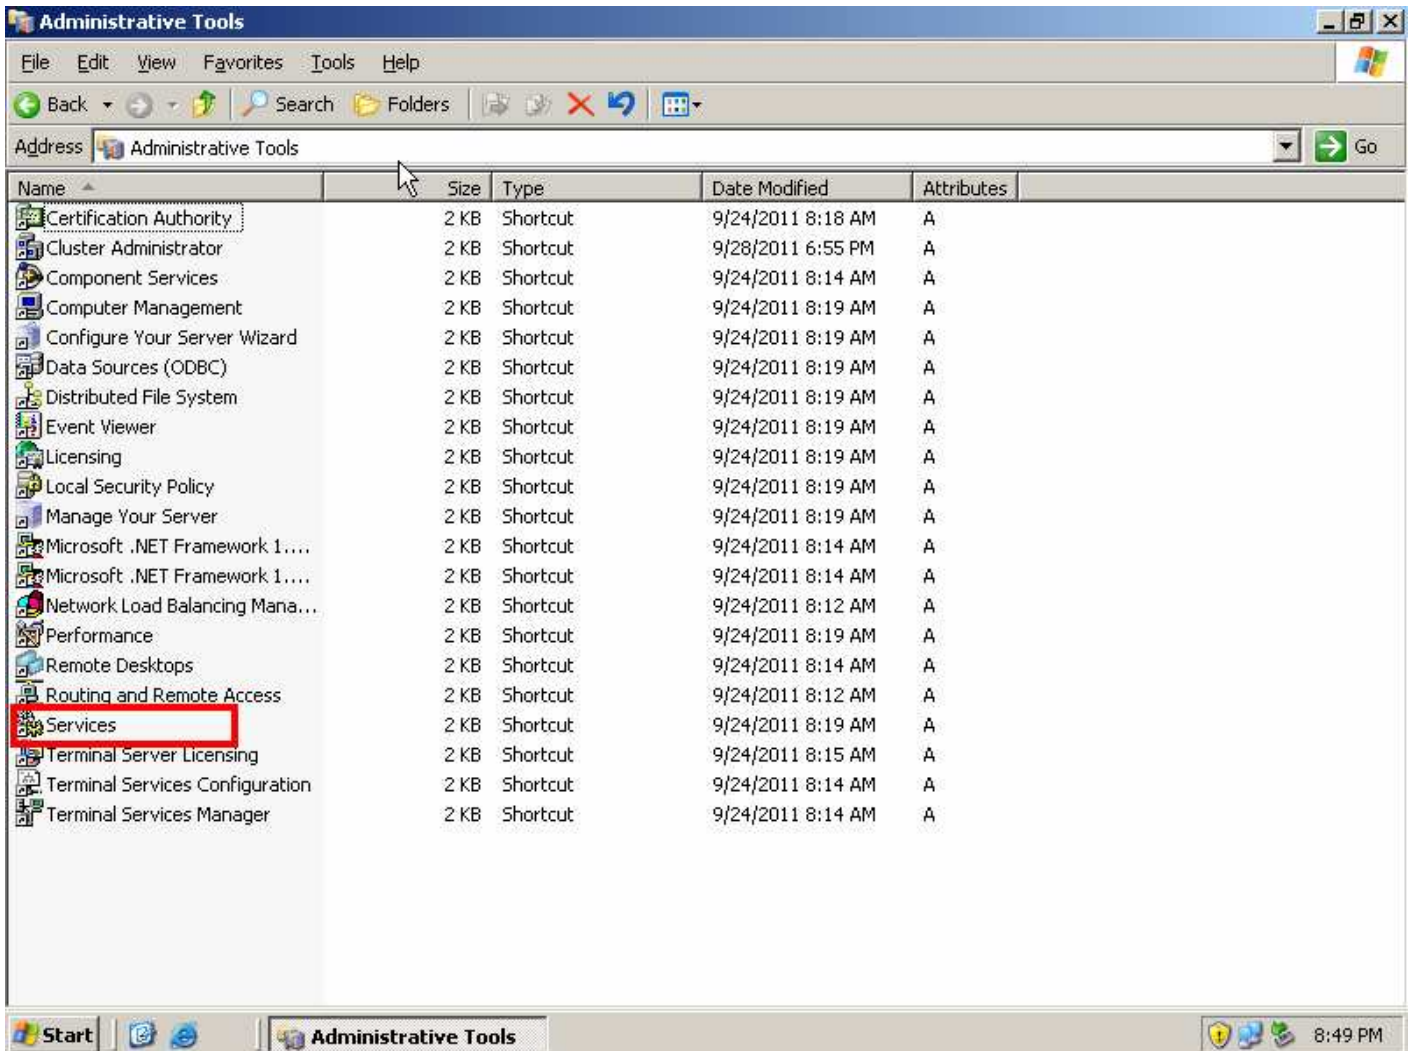 Administrative Tools
File Edit View Favorites Tools Help
Back Search Folders
Address Administrative Tools Go
Name Size Type Date Modified Attributes
Certification Authority 2 KB Shortcut 9/24/2011 8:18 AM A
Cluster Administrator 2 KB Shortcut 9/28/2011 6:55 PM A
Component Services 2 KB Shortcut 9/24/2011 8:14 AM A
Computer Management 2 KB Shortcut 9/24/2011 8:19 AM A
Configure Your Server Wizard 2 KB Shortcut 9/24/2011 8:19 AM A
Data Sources (ODBC) 2 KB Shortcut 9/24/2011 8:19 AM A
Distributed File System 2 KB Shortcut 9/24/2011 8:19 AM A
Event Viewer 2 KB Shortcut 9/24/2011 8:19 AM A
Licensing 2 KB Shortcut 9/24/2011 8:19 AM A
Local Security Policy 2 KB Shortcut 9/24/2011 8:19 AM A
Manage Your Server 2 KB Shortcut 9/24/2011 8:19 AM A
Microsoft .NET Framework 1.... 2 KB Shortcut 9/24/2011 8:14 AM A
Microsoft .NET Framework 1.... 2 KB Shortcut 9/24/2011 8:14 AM A
Network Load Balancing Mana... 2 KB Shortcut 9/24/2011 8:12 AM A
Performance 2 KB Shortcut 9/24/2011 8:19 AM A
Remote Desktops 2 KB Shortcut 9/24/2011 8:14 AM A
Routing and Remote Access 2 KB Shortcut 9/24/2011 8:12 AM A
Services 2 KB Shortcut 9/24/2011 8:19 AM A
Terminal Server Licensing 2 KB Shortcut 9/24/2011 8:15 AM A
Terminal Services Configuration 2 KB Shortcut 9/24/2011 8:14 AM A
Terminal Services Manager 2 KB Shortcut 9/24/2011 8:14 AM A
Start Administrative Tools 8:49 PM